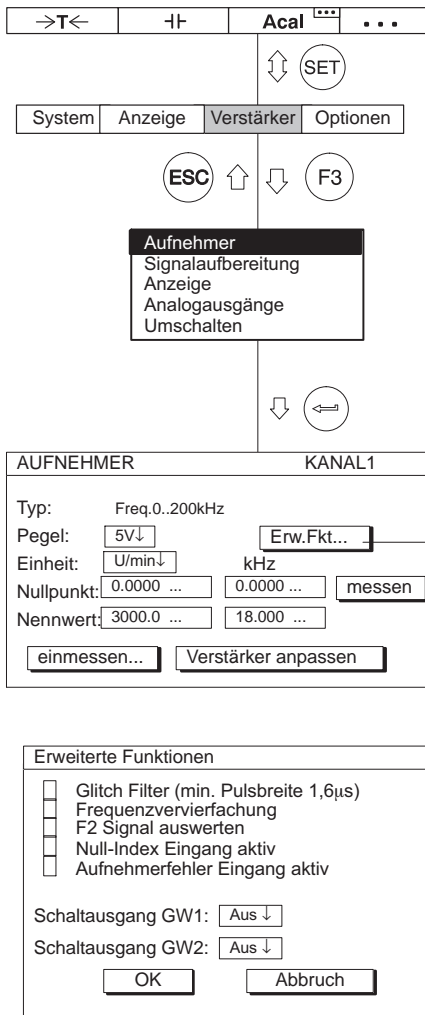 →T← ⊣⊢ Acal ... ...
SET
System Anzeige Verstärker Optionen
ESC F3
Aufnehmer
Signalaufbereitung
Anzeige
Analogausgänge
Umschalten
AUFNEHMER KANAL1
Typ: Freq.0..200kHz
Pegel: 5V↓ Erw.Fkt...
Einheit: U/min↓ kHz
Nullpunkt: 0.0000 ... 0.0000 ... messen
Nennwert: 3000.0 ... 18.000 ...
einmessen... Verstärker anpassen
Erweiterte Funktionen
Glitch Filter (min. Pulsbreite 1,6μs)
Frequenzvervierfachung
F2 Signal auswerten
Null-Index Eingang aktiv
Aufnehmerfehler Eingang aktiv
Schaltausgang GW1: Aus ↓
Schaltausgang GW2: Aus ↓
OK Abbruch